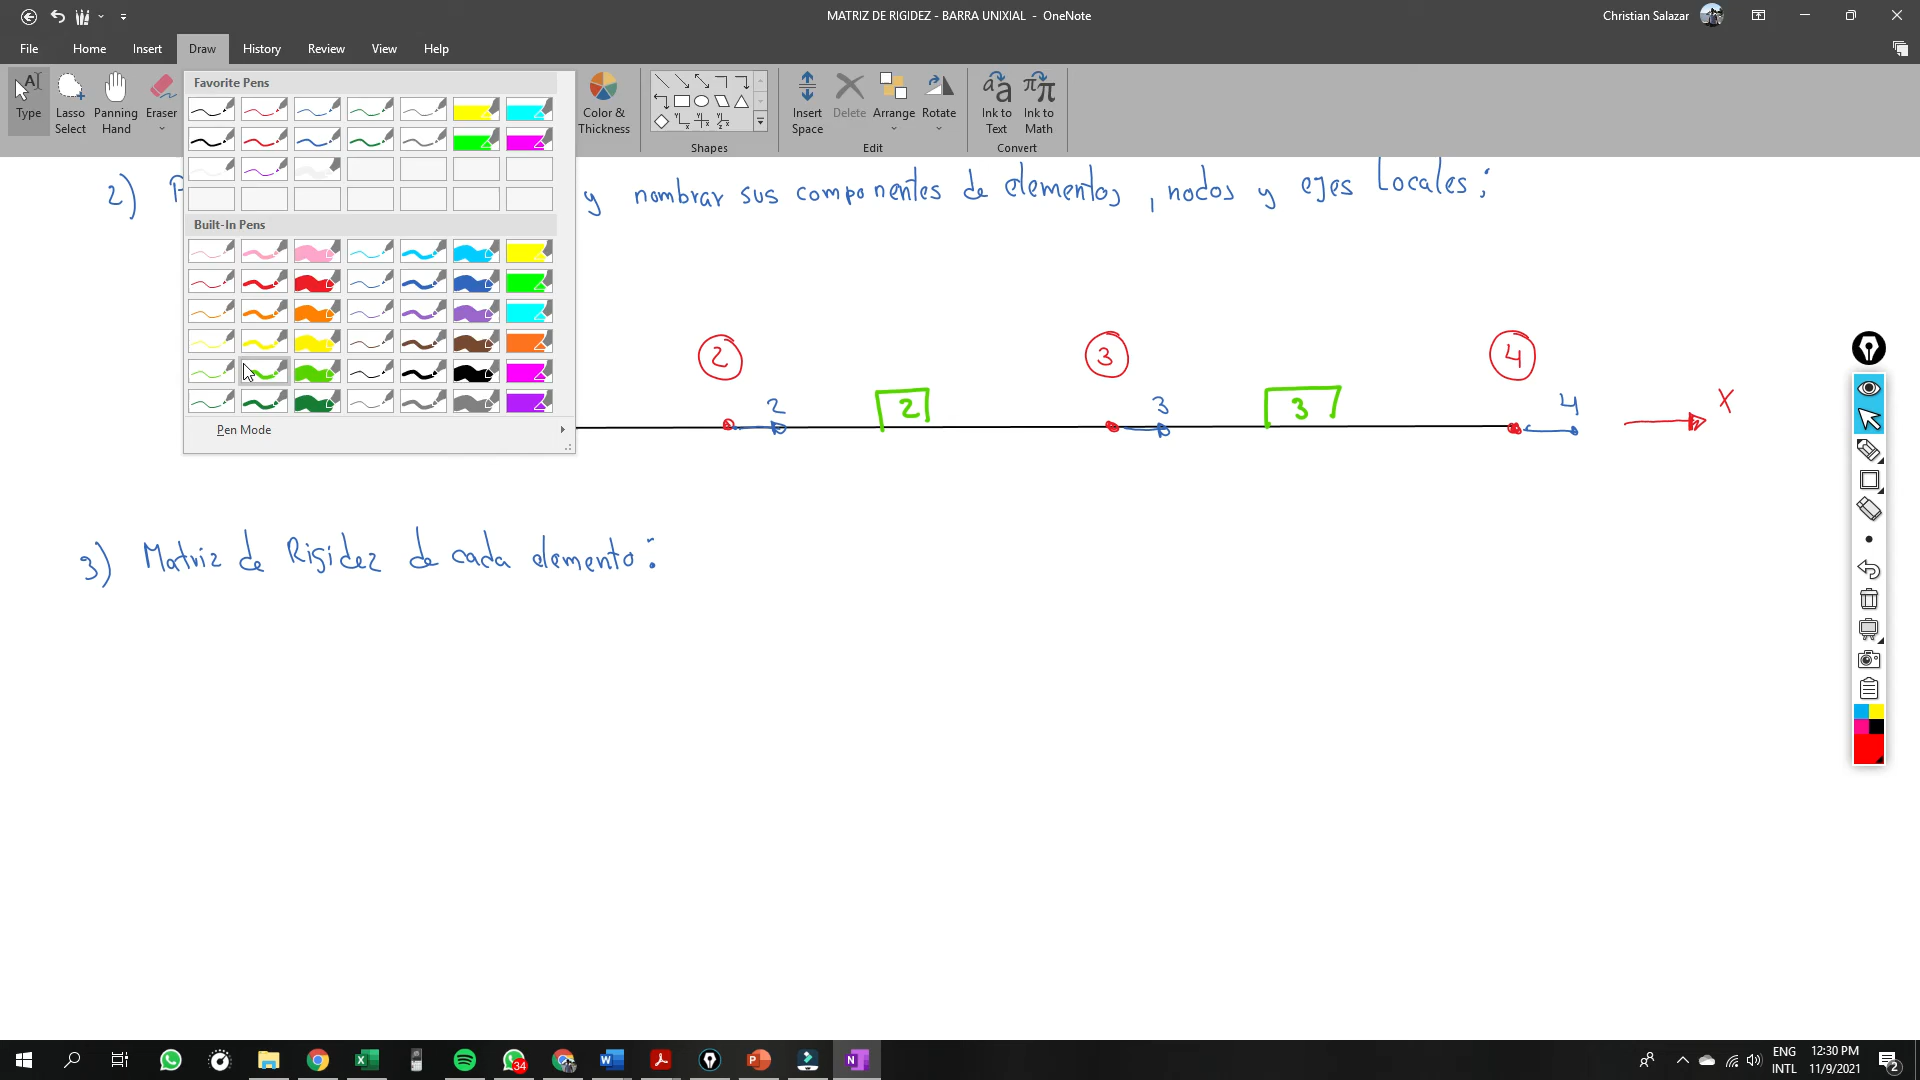 MATRIZ DE RIGIDEZ - BARRA UNIXIAL - OneNote
Christian Salazar
File Home Insert Draw History Review View Help
Type
Lasso Select
Panning Hand
Eraser
Favorite Pens
Built-In Pens
Pen Mode
Color & Thickness
Shapes
Insert Space
Delete
Arrange
Rotate
Edit
Ink to Text
Ink to Math
Convert
2) y nombrar sus componentes de elementos, nodos y ejes Locales;
2 3 4
2 2 3 3 4 X
3) Matriz de Rigidez de cada elemento:
34
ENG INTL
12:30 PM
11/9/2021
2